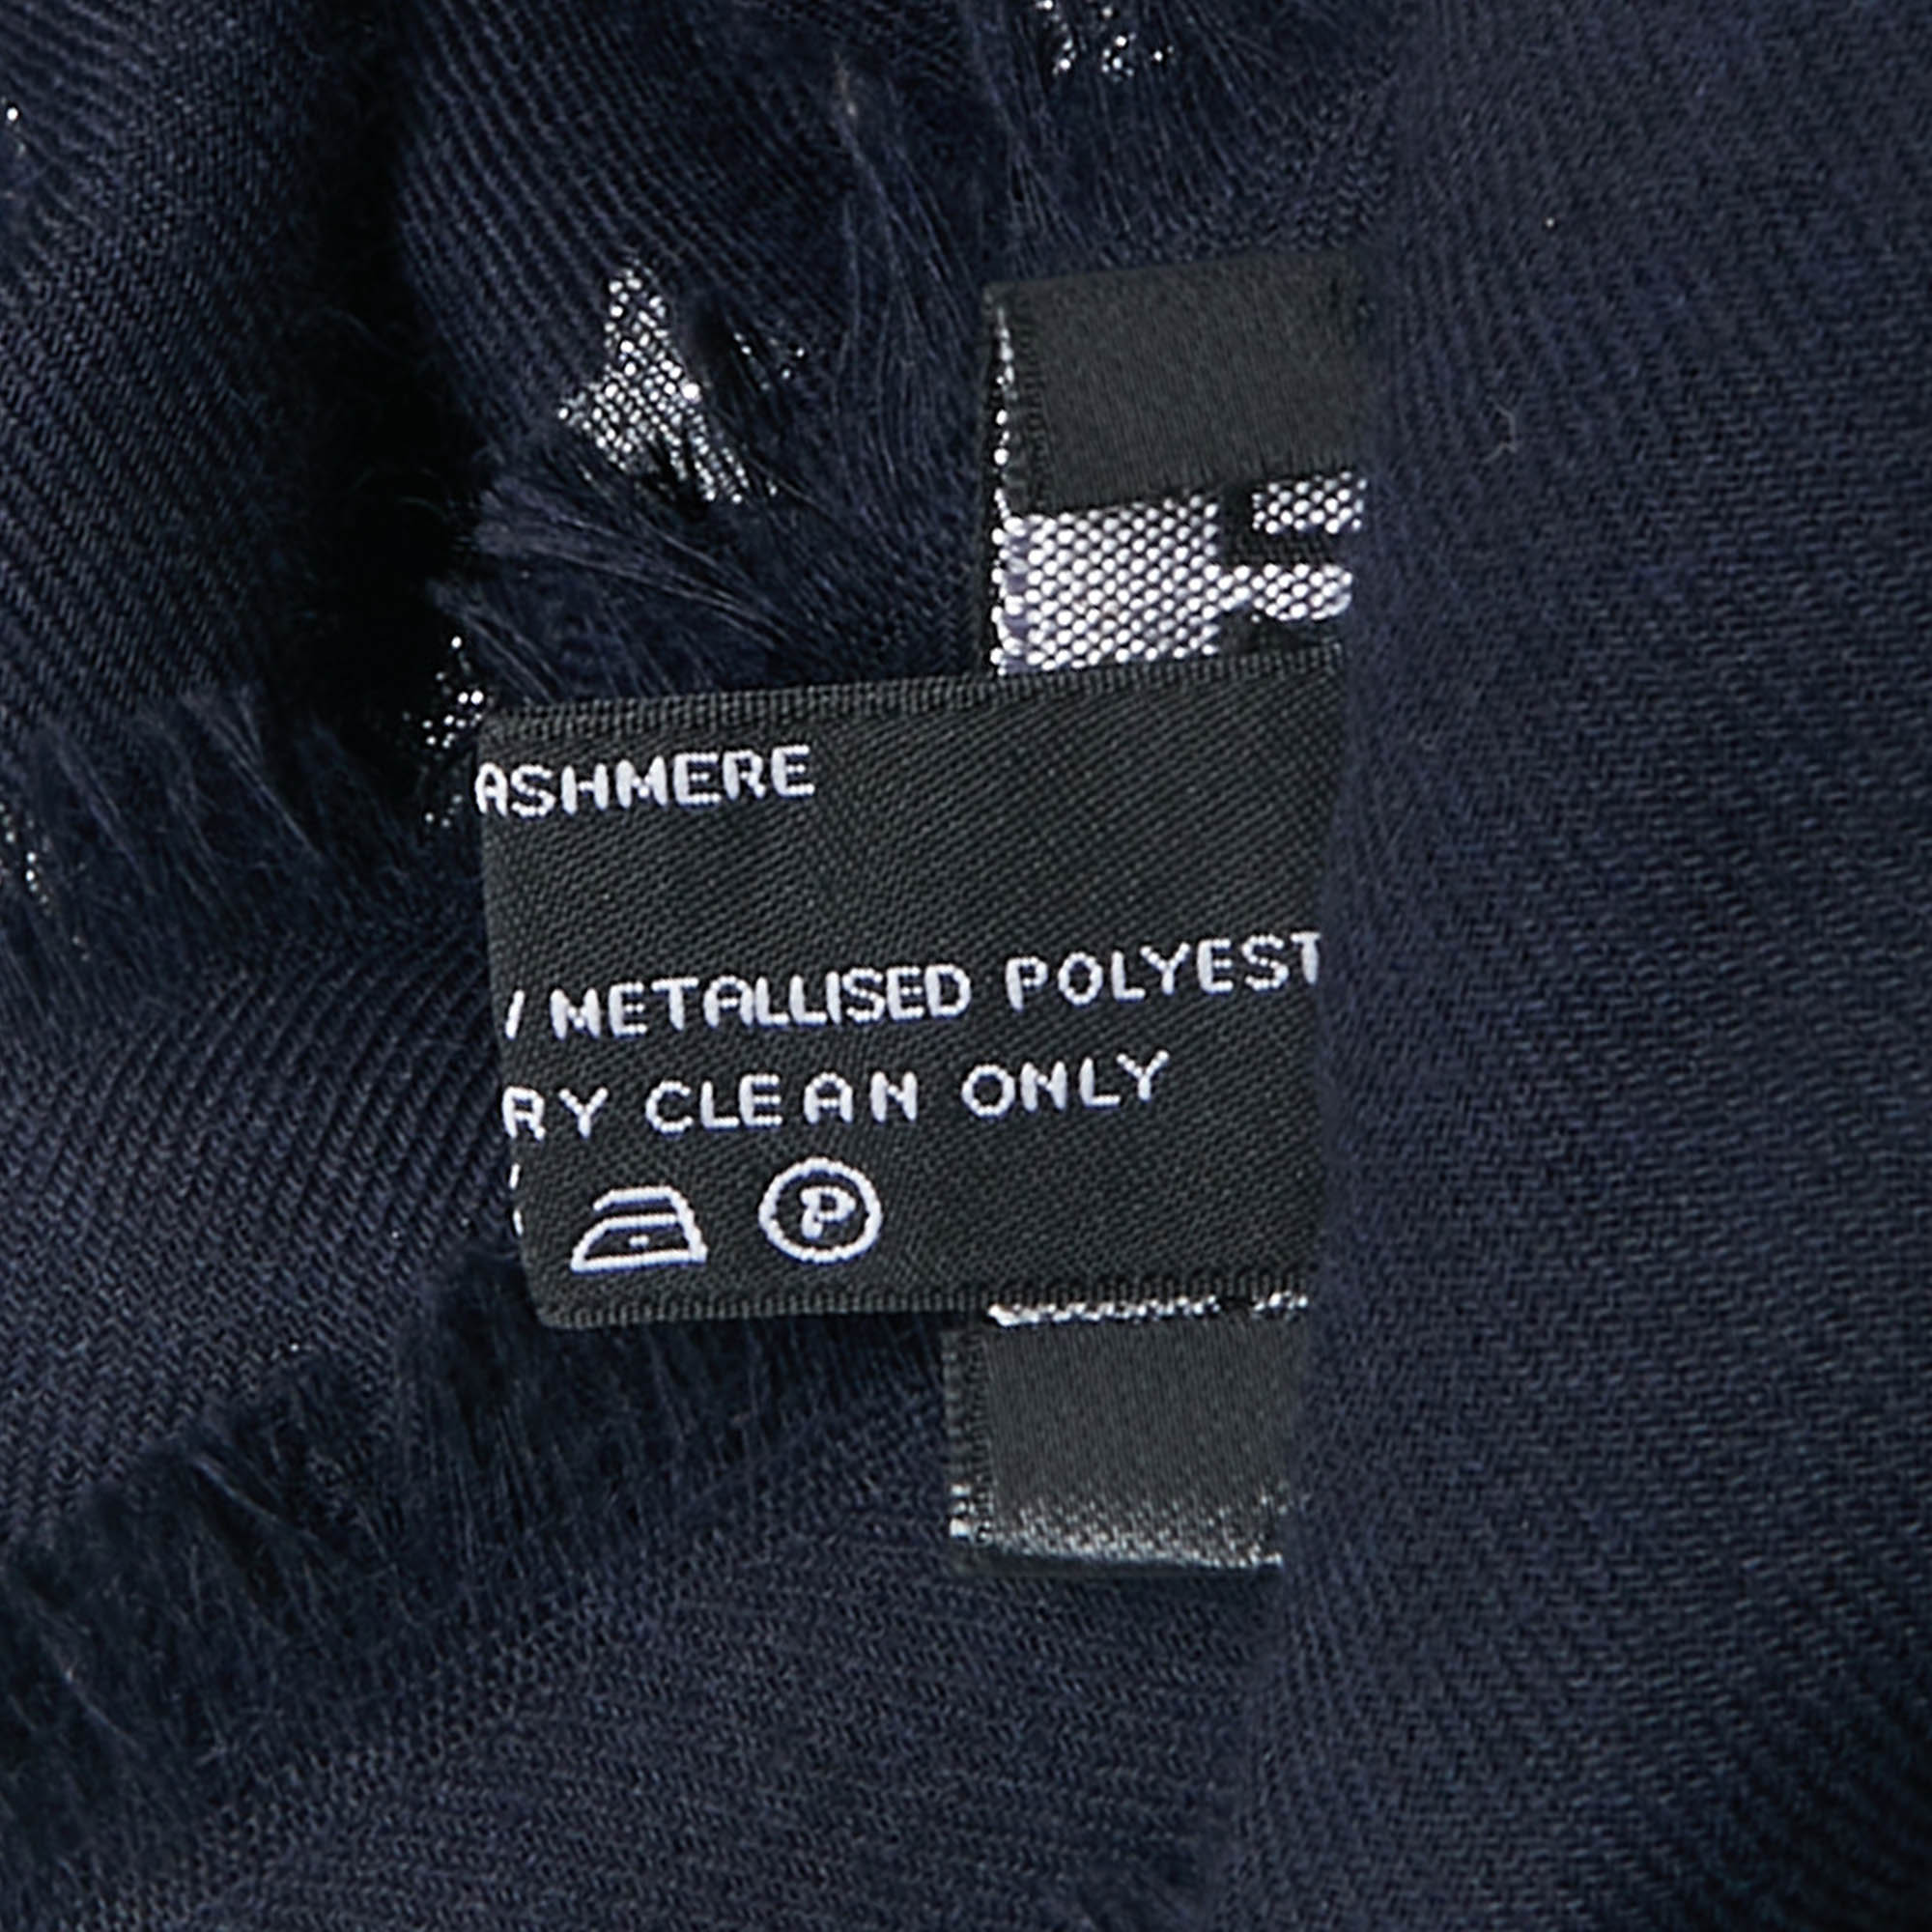 ASHMERE
/ METALLISED POLYEST
RY CLEAN ONLY
P